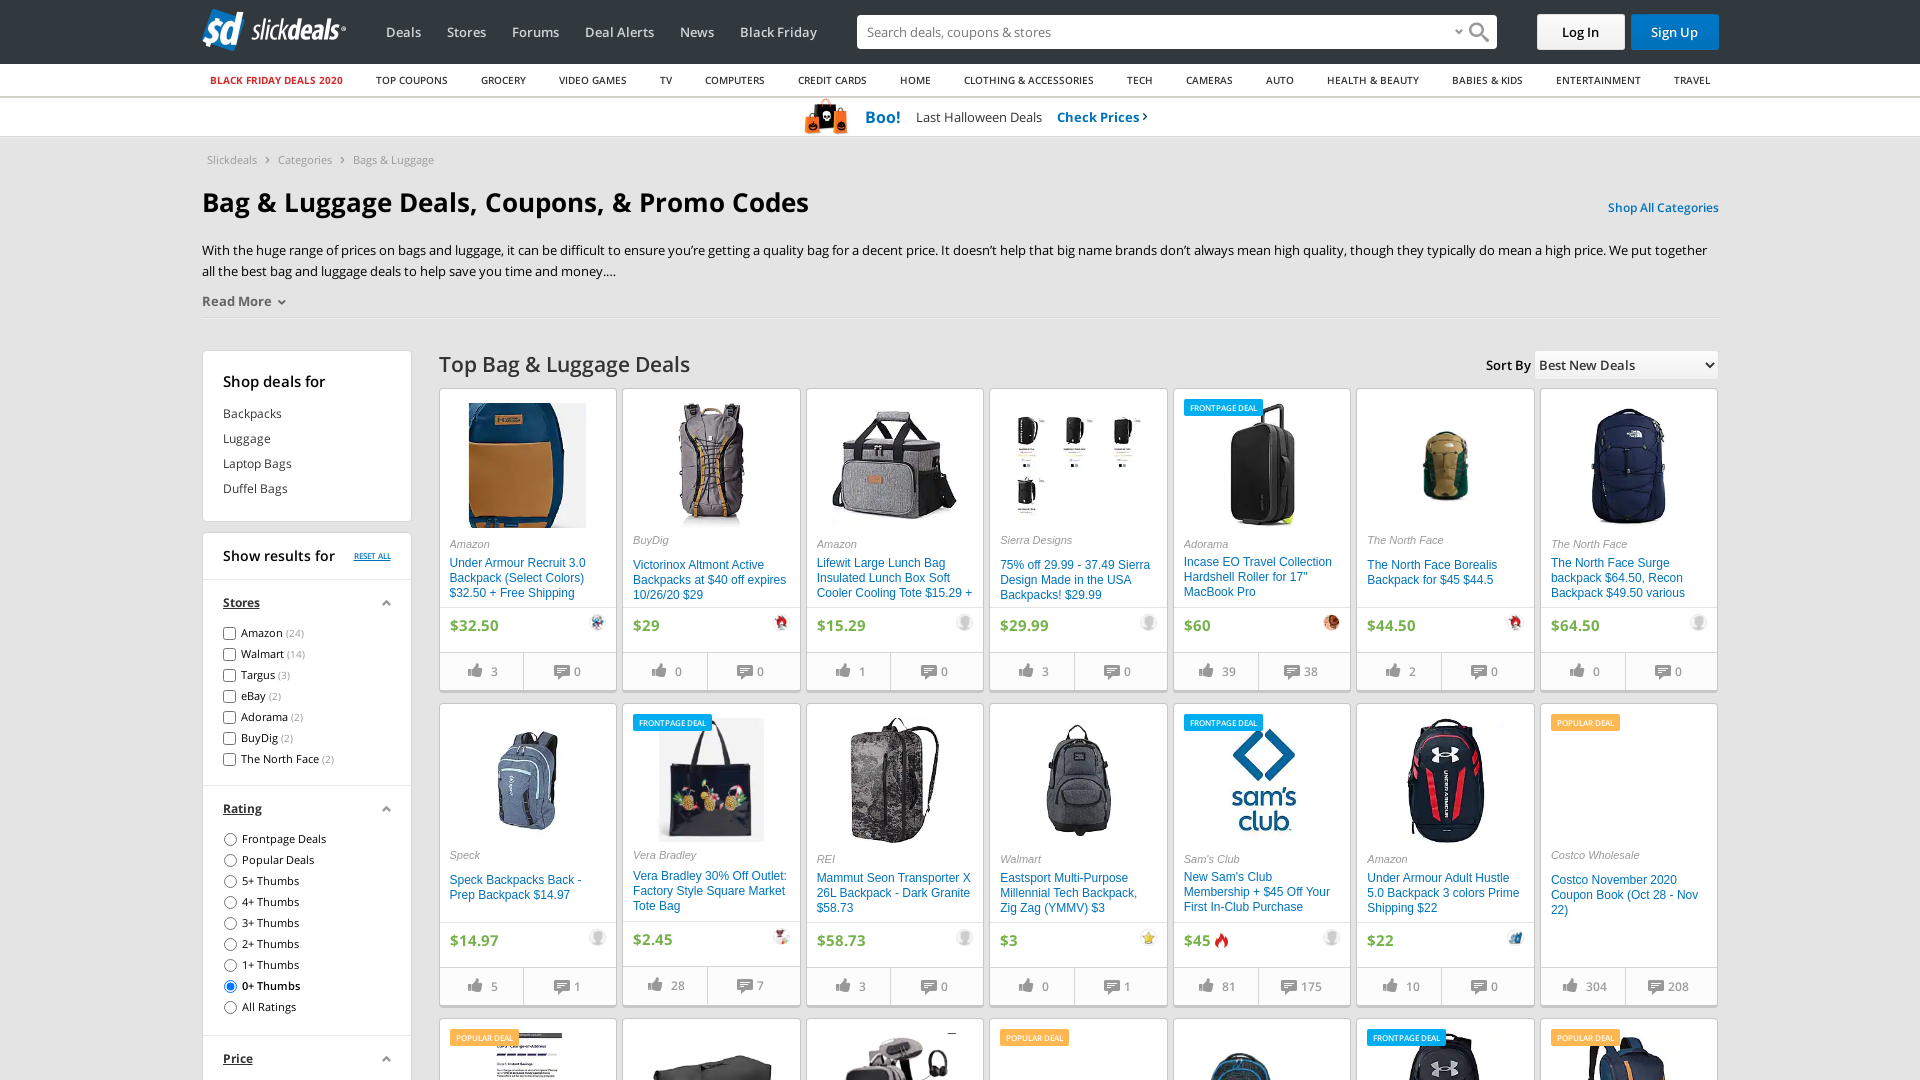 slickdeals
Deals
Stores
Forums
Deal Alerts
News
Black Friday
Search deals, coupons & stores
Log In
Sign Up
BLACK FRIDAY DEALS 2020
TOP COUPONS
GROCERY
VIDEO GAMES
TV
COMPUTERS
CREDIT CARDS
HOME
CLOTHING & ACCESSORIES
TECH
CAMERAS
AUTO
HEALTH & BEAUTY
BABIES & KIDS
ENTERTAINMENT
TRAVEL
Boo! Last Halloween Deals Check Prices
Slickdeals
Categories
Bags & Luggage
Bag & Luggage Deals, Coupons, & Promo Codes
Shop All Categories
With the huge range of prices on bags and luggage, it can be difficult to ensure you’re getting a quality bag for a decent price. It doesn’t help that big name brands don’t always mean high quality, though they typically do mean a high price. We put together
all the best bag and luggage deals to help save you time and money....
Read More
Shop deals for
Backpacks
Luggage
Laptop Bags
Duffel Bags
Show results for
RESET ALL
Stores
Amazon (24)
Walmart (14)
Targus (3)
eBay (2)
Adorama (2)
BuyDig (2)
The North Face (2)
Rating
Frontpage Deals
Popular Deals
5+ Thumbs
4+ Thumbs
3+ Thumbs
2+ Thumbs
1+ Thumbs
0+ Thumbs
All Ratings
Price
Top Bag & Luggage Deals
Sort By
Best New Deals
Amazon
Under Armour Recruit 3.0
Backpack (Select Colors)
$32.50 + Free Shipping
$32.50
3
0
BuyDig
Victorinox Altmont Active
Backpacks at $40 off expires
10/26/20 $29
$29
0
0
Amazon
Lifewit Large Lunch Bag
Insulated Lunch Box Soft
Cooler Cooling Tote $15.29 +
$15.29
1
0
Sierra Designs
75% off 29.99 - 37.49 Sierra
Design Made in the USA
Backpacks! $29.99
$29.99
3
0
FRONTPAGE DEAL
Adorama
Incase EO Travel Collection
Hardshell Roller for 17"
MacBook Pro
$60
39
38
The North Face
The North Face Borealis
Backpack for $45 $44.5
$44.50
2
0
The North Face
The North Face Surge
backpack $64.50, Recon
Backpack $49.50 various
$64.50
0
0
Speck
Speck Backpacks Back -
Prep Backpack $14.97
$14.97
5
1
FRONTPAGE DEAL
Vera Bradley
Vera Bradley 30% Off Outlet:
Factory Style Square Market
Tote Bag
$2.45
28
7
REI
Mammut Seon Transporter X
26L Backpack - Dark Granite
$58.73
$58.73
3
0
Walmart
Eastsport Multi-Purpose
Millennial Tech Backpack,
Zig Zag (YMMV) $3
$3
0
1
FRONTPAGE DEAL
sam's
club
Sam's Club
New Sam's Club
Membership + $45 Off Your
First In-Club Purchase
$45
81
175
UNDER ARMOUR
Amazon
Under Armour Adult Hustle
5.0 Backpack 3 colors Prime
Shipping $22
$22
10
0
POPULAR DEAL
Costco Wholesale
Costco November 2020
Coupon Book (Oct 28 - Nov
22)
304
208
POPULAR DEAL
POPULAR DEAL
FRONTPAGE DEAL
POPULAR DEAL